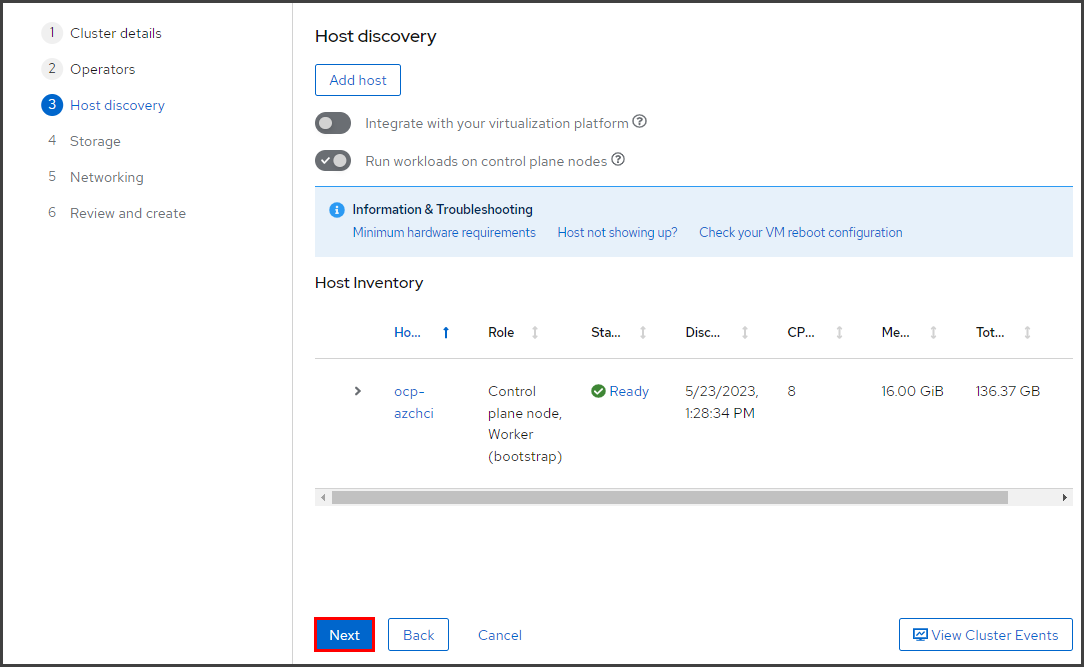 1 Cluster details
2 Operators
3 Host discovery
4 Storage
5 Networking
6 Review and create
Host discovery
Add host
Integrate with your virtualization platform
Run workloads on control plane nodes
Information & Troubleshooting
Minimum hardware requirements Host not showing up? Check your VM reboot configuration
Host Inventory
Ho... Role Sta... Disc... CP... Me... Tot...
ocp- Control Ready 5/23/2023, 8 16.00 GiB 136.37 GB
azchci plane node, 1:28:34 PM
Worker
(bootstrap)
Next Back Cancel View Cluster Events